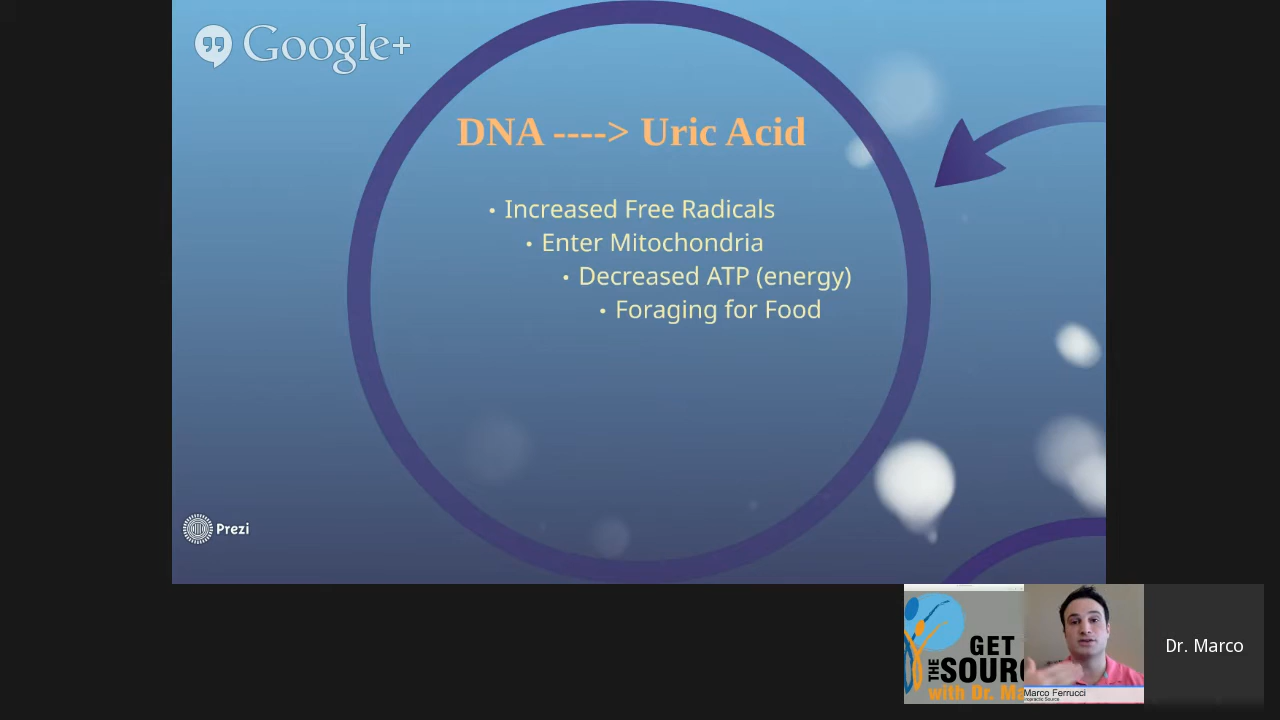 Google+
DNA ----> Uric Acid
• Increased Free Radicals
• Enter Mitochondria
• Decreased ATP (energy)
• Foraging for Food
Prezi
GET
THE
SOURC
with Dr. Ma
Marco Ferrucci
Dr. Marco